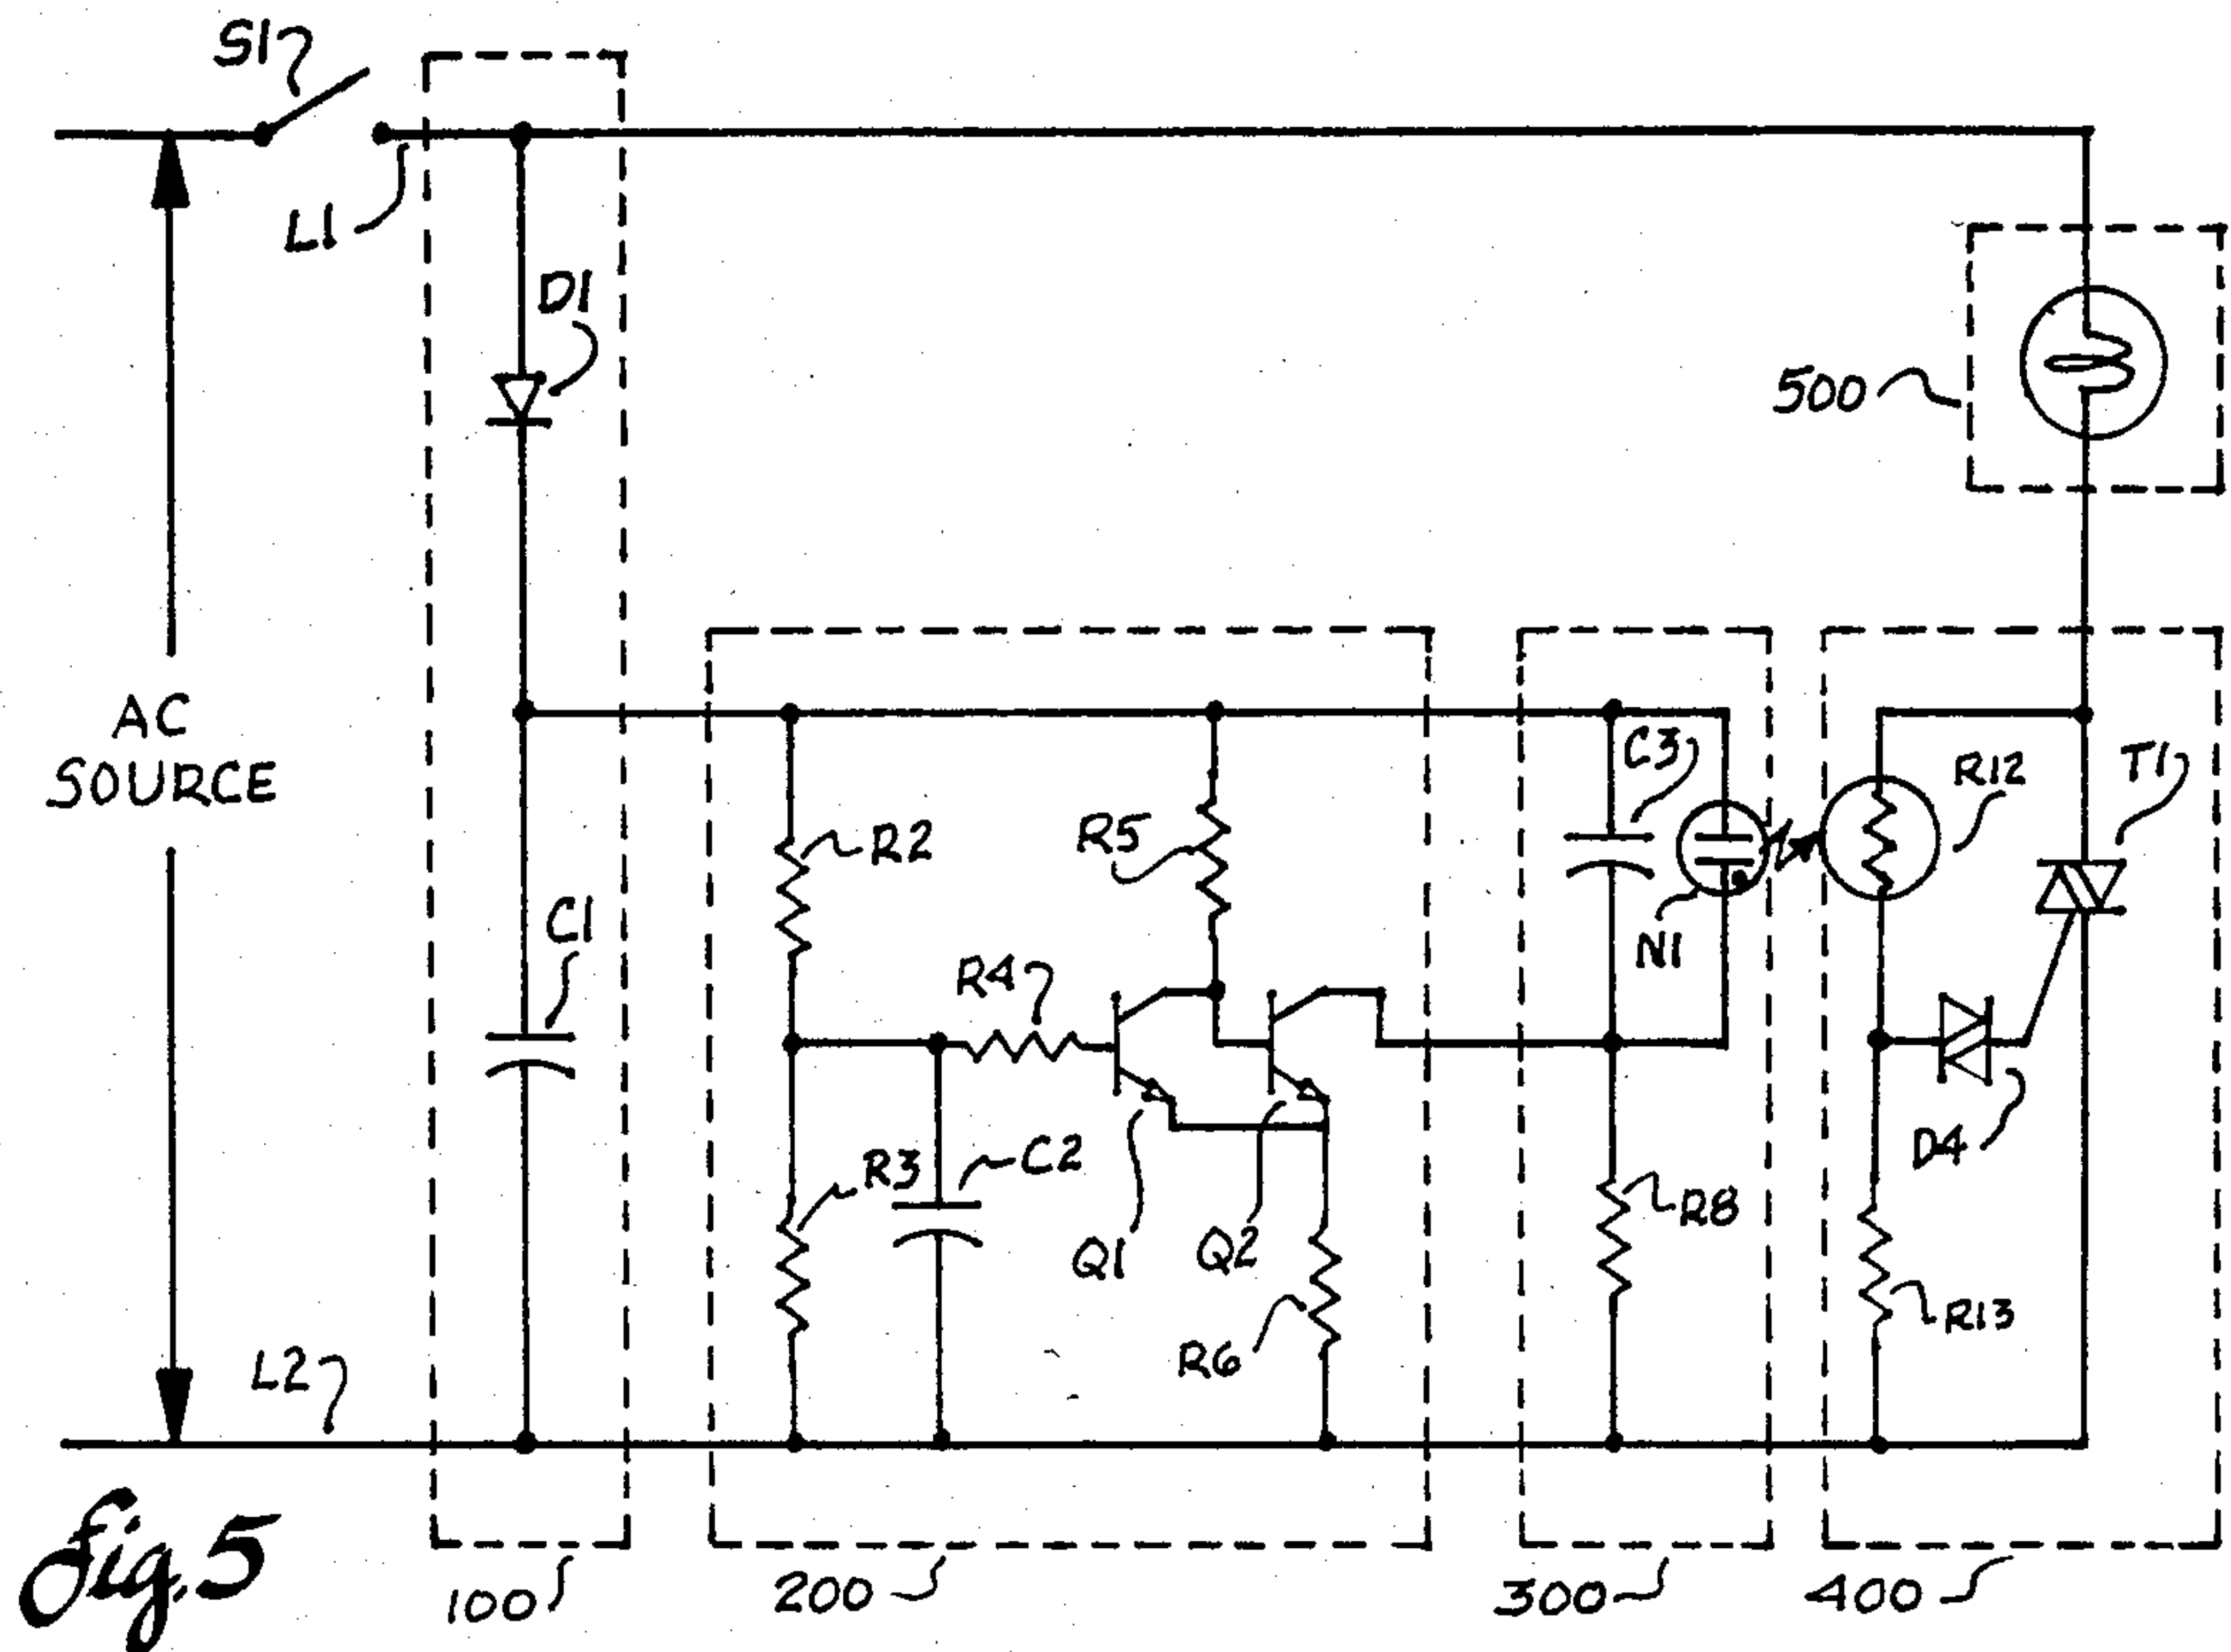 S1
L1
D1
500
AC
SOURCE
C3
R12
T1
R2
R5
C1
N1
R4
D4
R3
C2
R8
Q1
Q2
R13
R6
L2
Fig. 5
100
200
300
400